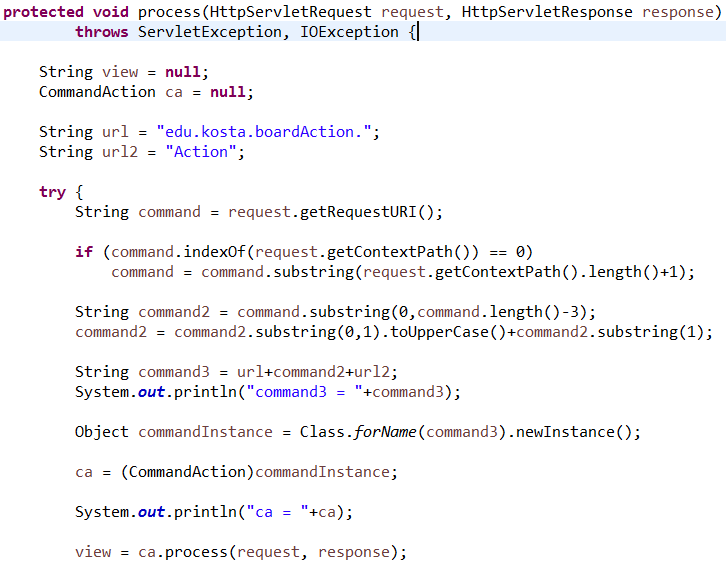 protected void process(HttpServletRequest request, HttpServletResponse response)
        throws ServletException, IOException {
    String view = null;
    CommandAction ca = null;
    String url = "edu.kosta.boardAction.";
    String url2 = "Action";
    try {
        String command = request.getRequestURI();
        if (command.indexOf(request.getContextPath()) == 0)
            command = command.substring(request.getContextPath().length()+1);
        String command2 = command.substring(0,command.length()-3);
        command2 = command2.substring(0,1).toUpperCase()+command2.substring(1);
        String command3 = url+command2+url2;
        System.out.println("command3 = "+command3);
        Object commandInstance = Class.forName(command3).newInstance();
        ca = (CommandAction)commandInstance;
        System.out.println("ca = "+ca);
        view = ca.process(request, response);